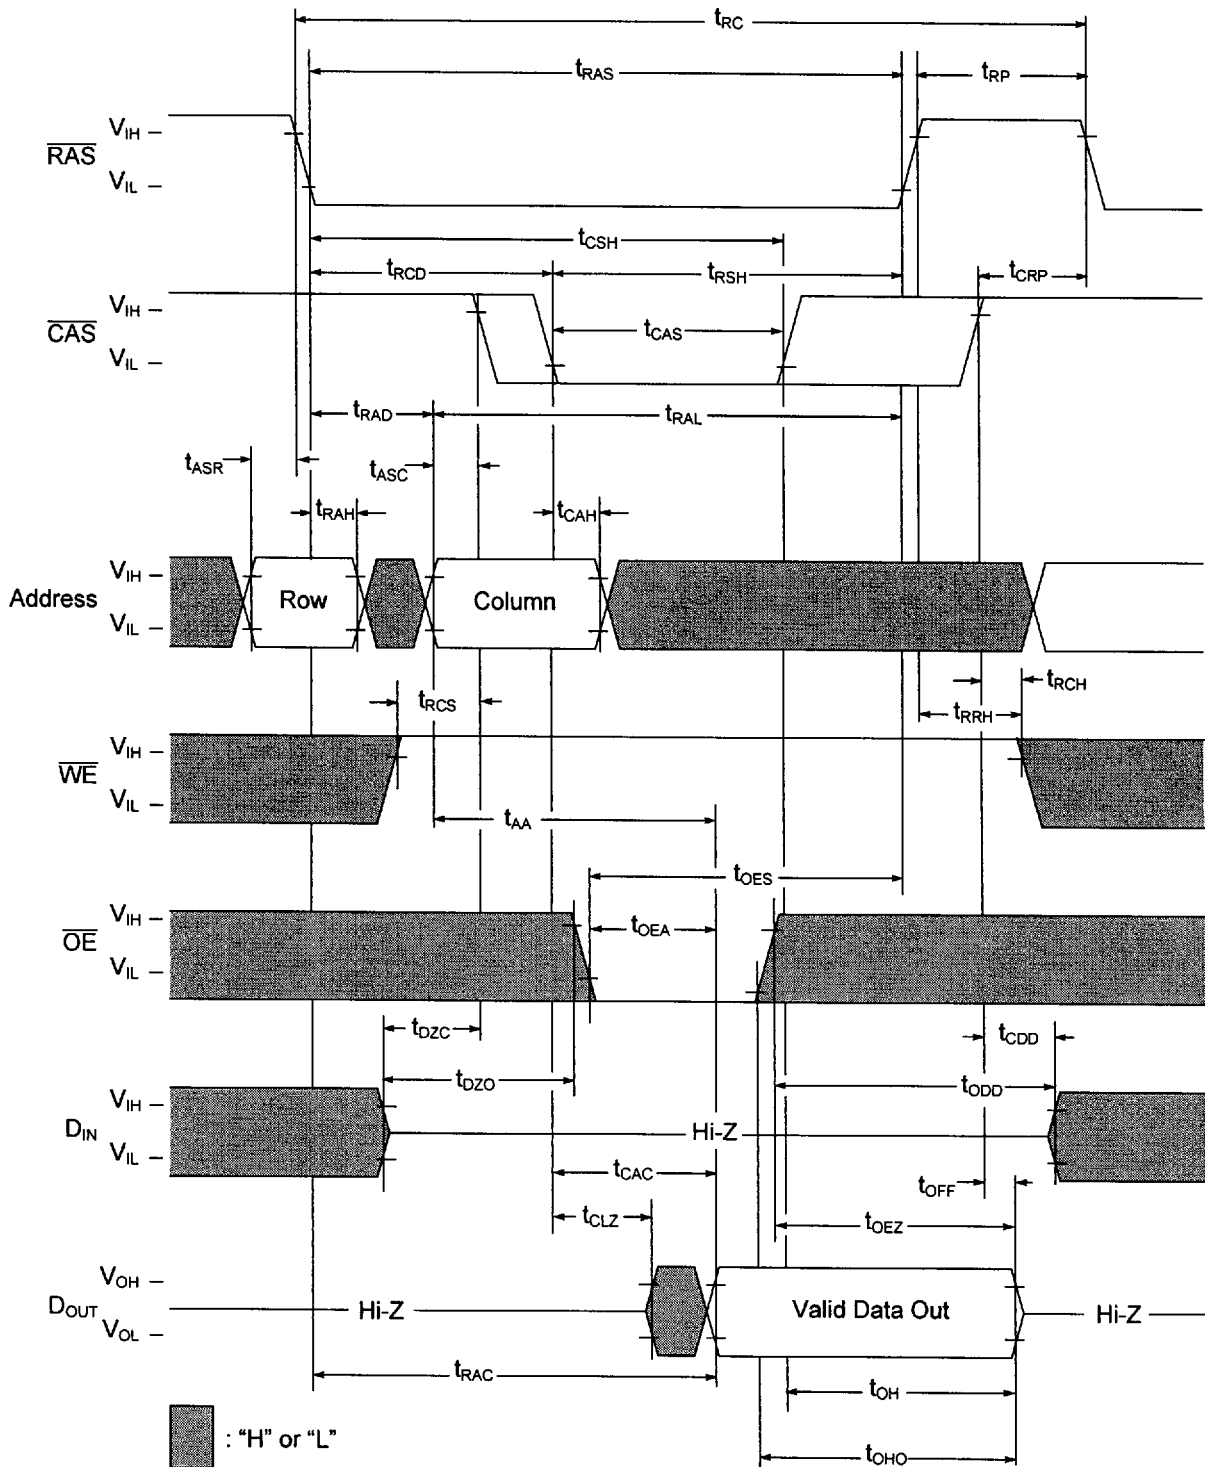 tRC
tRAS
tRP
RAS
VIH
VIL
tCSH
tRCD
tRSH
tCRP
CAS
VIH
VIL
tCAS
tRAD
tRAL
tASR
tASC
tRAH
tCAH
Address
VIH
VIL
Row
Column
tRCS
tRCH
tRRH
WE
VIH
VIL
tAA
tOES
OE
VIH
VIL
tOEA
tDZC
tCDD
tDZO
tODD
DIN
VIH
VIL
Hi-Z
tCAC
tOFF
tCLZ
tOEZ
DOUT
VOH
VOL
Hi-Z
Valid Data Out
Hi-Z
tRAC
tOH
: "H" or "L"
tOHO